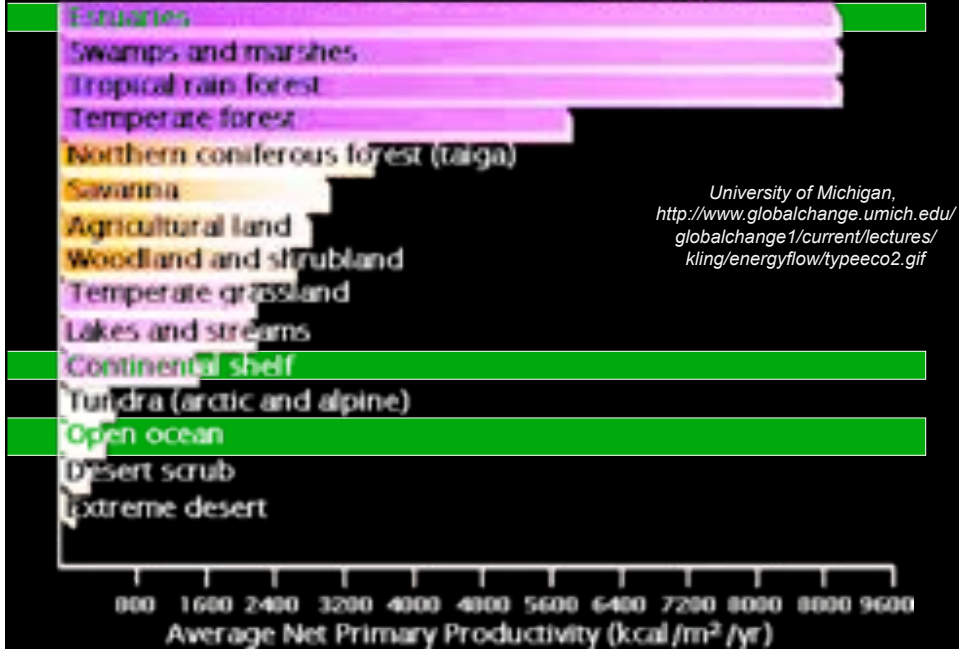 Estuaries
Swamps and marshes
Tropical rain forest
Temperate forest
Northern coniferous forest (taiga)
Savanna
Agricultural land
Woodland and shrubland
Temperate grassland
Lakes and streams
Continental shelf
Tundra (arctic and alpine)
Open ocean
Desert scrub
Extreme desert
University of Michigan,
http://www.globalchange.umich.edu/
globalchange1/current/lectures/
kling/energyflow/typeeco2.gif
800 1600 2400 3200 4000 4800 5600 6400 7200 8000 8800 9600
Average Net Primary Productivity (kcal/m²/yr)